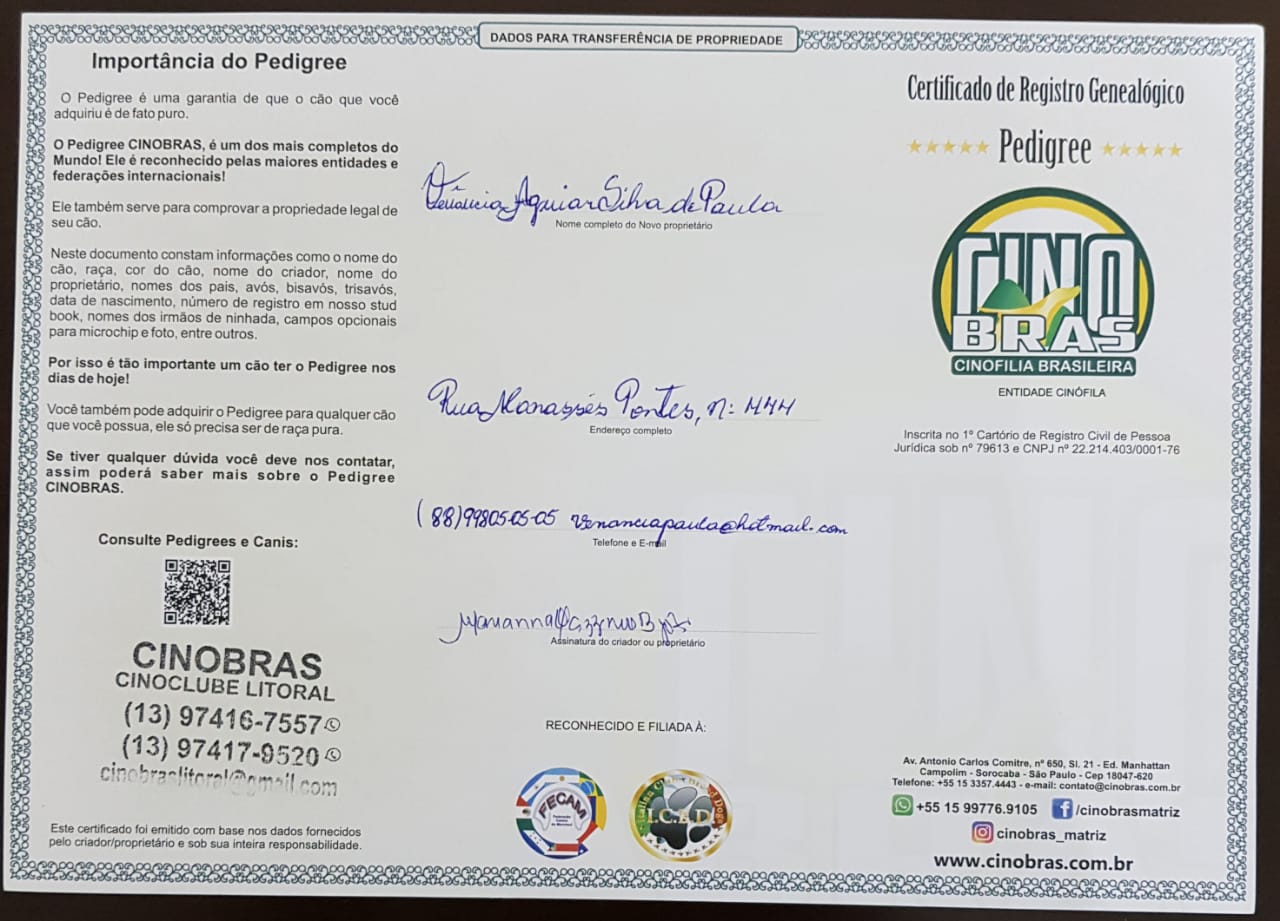 DADOS PARA TRANSFERÊNCIA DE PROPRIEDADE
Importância do Pedigree
O Pedigree é uma garantia de que o cão que você
adquiriu é de fato puro.
O Pedigree CINOBRAS, é um dos mais completos do
Mundo! Ele é reconhecido pelas maiores entidades e
federações internacionais!
Ele também serve para comprovar a propriedade legal de
seu cão.
Neste documento constam informações como o nome do
cão, raça, cor do cão, nome do criador, nome do
proprietário, nomes dos pais, avós, bisavós, trisavós,
data de nascimento, número de registro em nosso stud
book, nomes dos irmãos de ninhada, campos opcionais
para microchip e foto, entre outros.
Por isso é tão importante um cão ter o Pedigree nos
dias de hoje!
Você também pode adquirir o Pedigree para qualquer cão
que você possua, ele só precisa ser de raça pura.
Se tiver qualquer dúvida você deve nos contatar,
assim poderá saber mais sobre o Pedigree
CINOBRAS.
Consulte Pedigrees e Canis:
CINOBRAS
CINOCLUBE LITORAL
(13) 97416-7557
(13) 97417-9520
cinobraslitoral@gmail.com
Este certificado foi emitido com base nos dados fornecidos
pelo criador/proprietário e sob sua inteira responsabilidade.
Aguiar Silva de Paula
Nome completo do Novo proprietário
Rua Manassés Pontes, n: 444
Endereço completo
(88)99805-05-05 venanciapaula@hotmail.com
Telefone e E-mail
Marianna
Assinatura do criador ou proprietário
RECONHECIDO E FILIADA À:
FECAM
I.C.B.D
Certificado de Registro Genealógico
Pedigree
CINO
BRAS
CINOFILIA BRASILEIRA
ENTIDADE CINÓFILA
Inscrita no 1º Cartório de Registro Civil de Pessoa
Jurídica sob nº 79613 e CNPJ nº 22.214.403/0001-76
Av. Antonio Carlos Comitre, nº 650, Sl. 21 - Ed. Manhattan
Campolim - Sorocaba - São Paulo - Cep 18047-620
Telefone: +55 15 3357.4443 - e-mail: contato@cinobras.com.br
+55 15 99776.9105 /cinobrasmatriz
cinobras_matriz
www.cinobras.com.br